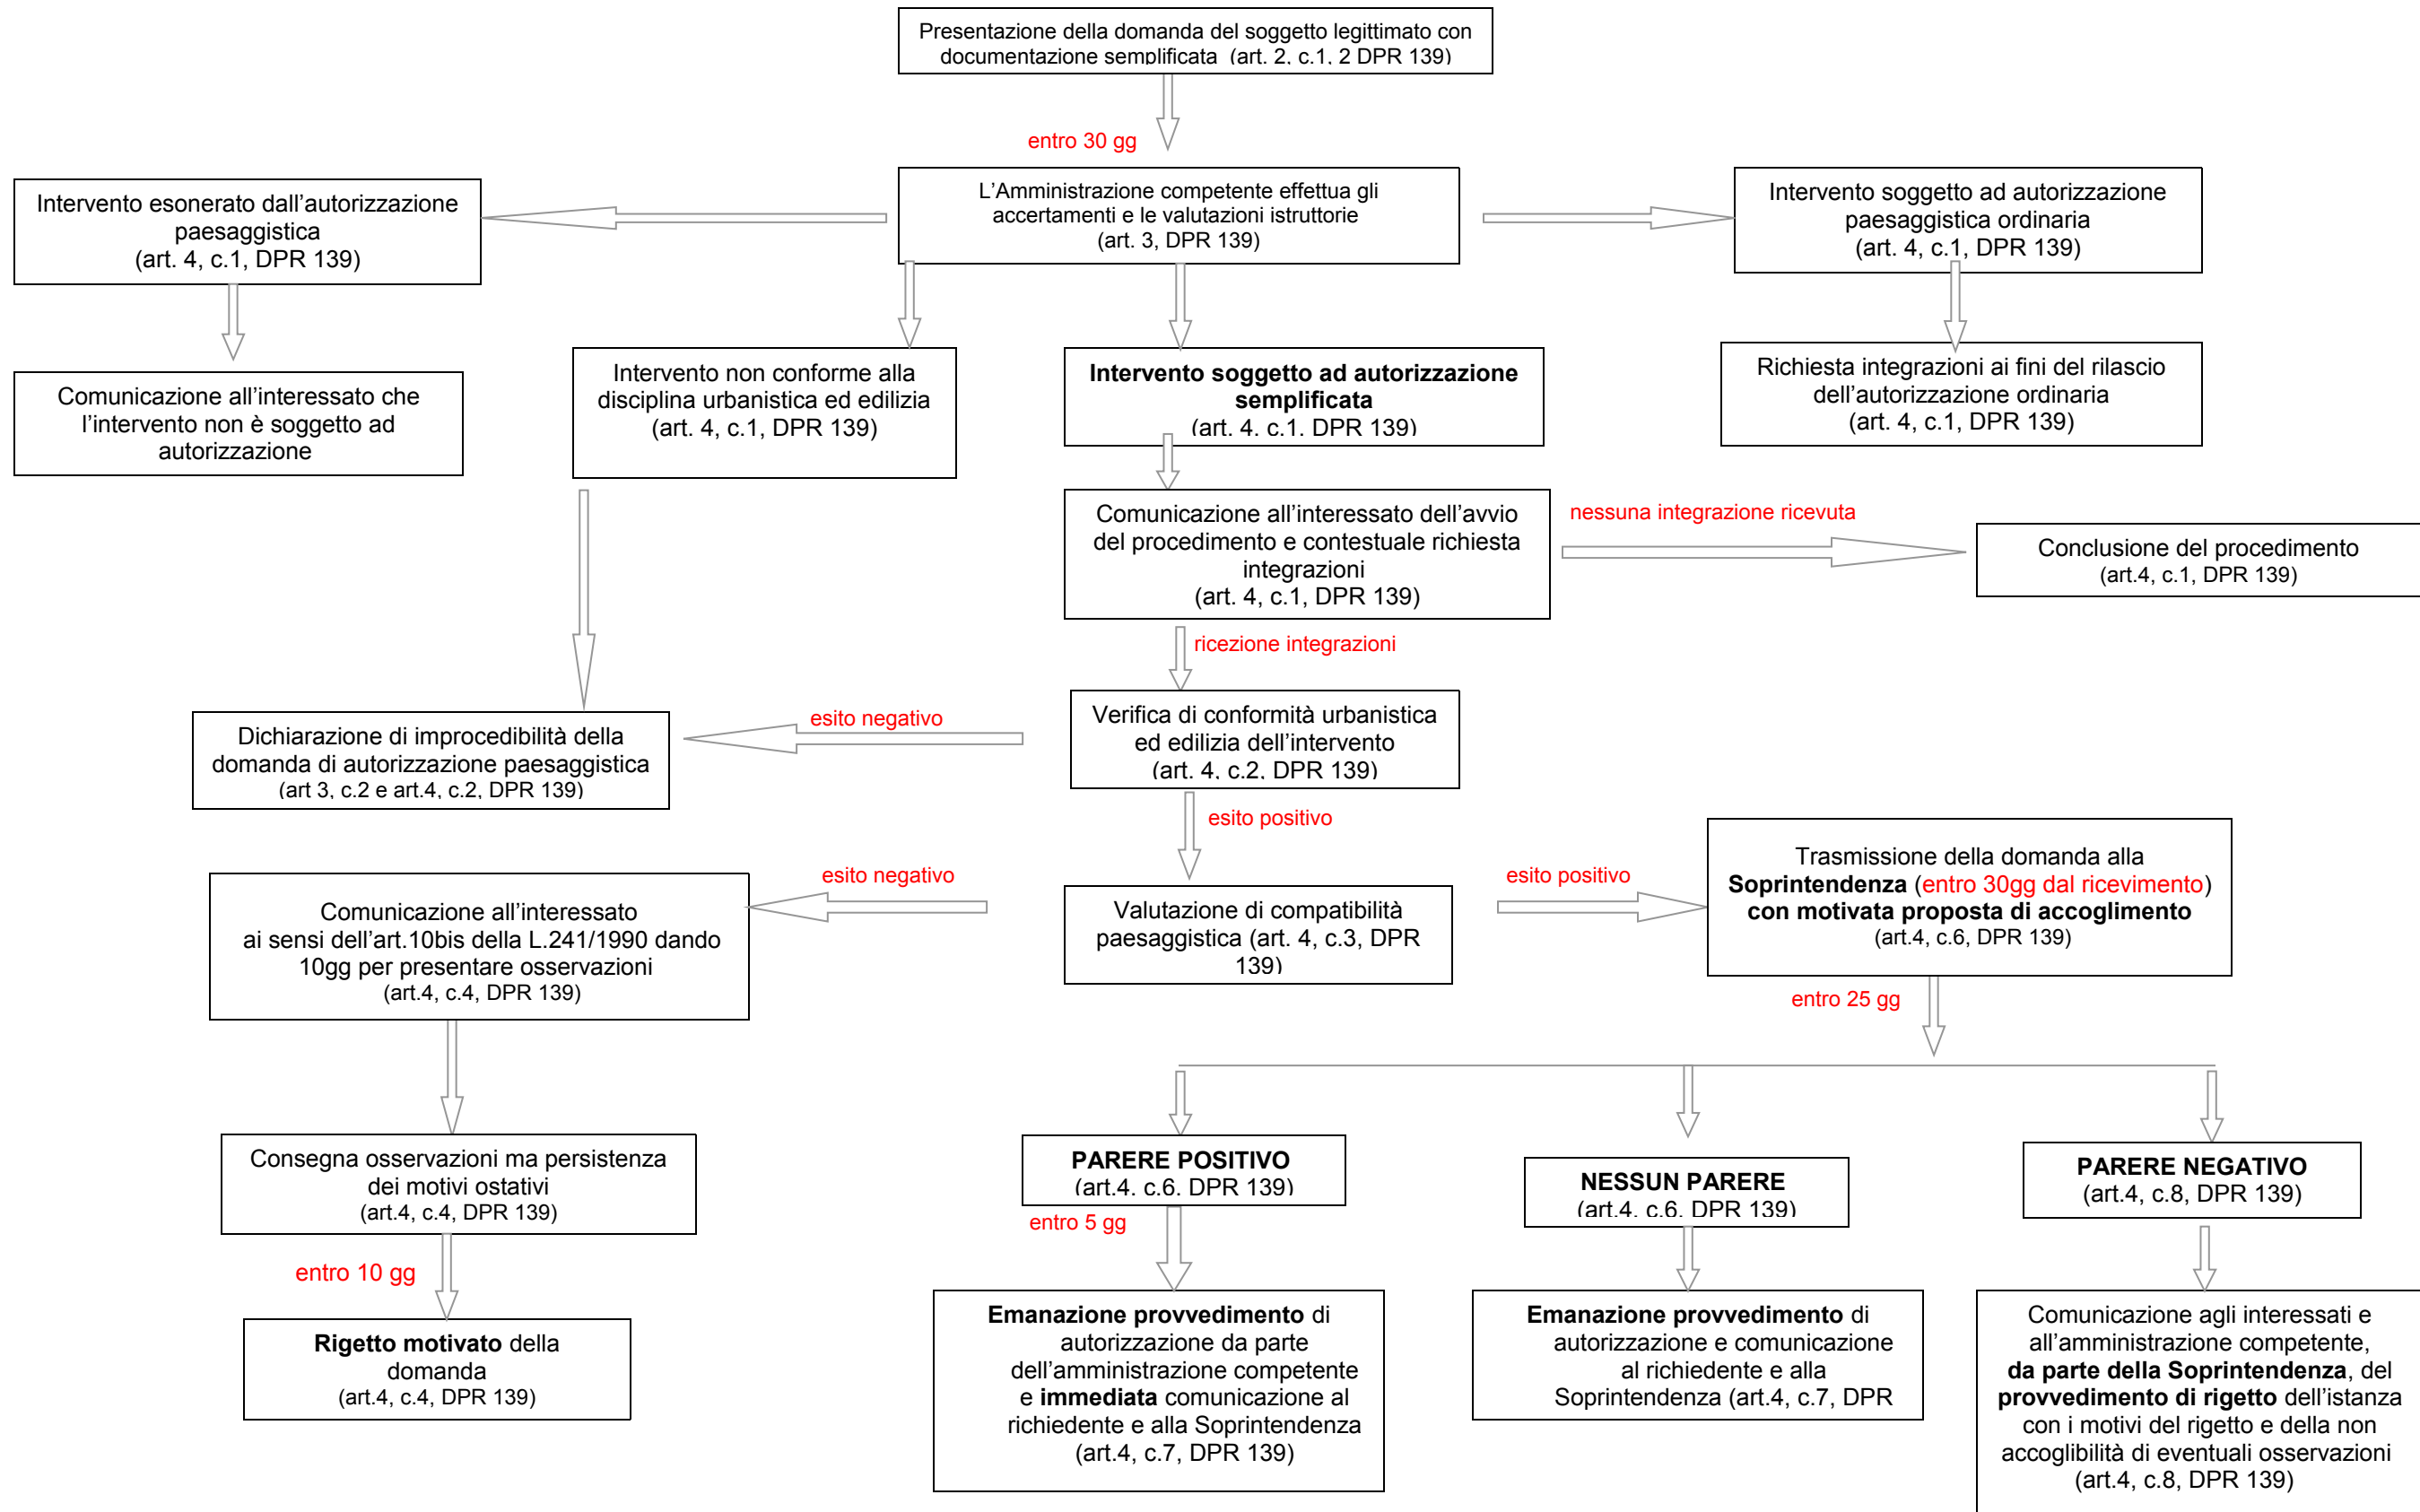 Presentazione della domanda del soggetto legittimato con
documentazione semplificata (art. 2, c.1, 2 DPR 139)
entro 30 gg
Intervento esonerato dall’autorizzazione
paesaggistica
(art. 4, c.1, DPR 139)
L’Amministrazione competente effettua gli
accertamenti e le valutazioni istruttorie
(art. 3, DPR 139)
Intervento soggetto ad autorizzazione
paesaggistica ordinaria
(art. 4, c.1, DPR 139)
Comunicazione all’interessato che
l’intervento non è soggetto ad
autorizzazione
Intervento non conforme alla
disciplina urbanistica ed edilizia
(art. 4, c.1, DPR 139)
Intervento soggetto ad autorizzazione
semplificata
(art. 4, c.1, DPR 139)
Richiesta integrazioni ai fini del rilascio
dell’autorizzazione ordinaria
(art. 4, c.1, DPR 139)
Comunicazione all’interessato dell’avvio
del procedimento e contestuale richiesta
integrazioni
(art. 4, c.1, DPR 139)
nessuna integrazione ricevuta
Conclusione del procedimento
(art.4, c.1, DPR 139)
ricezione integrazioni
Dichiarazione di improcedibilità della
domanda di autorizzazione paesaggistica
(art 3, c.2 e art.4, c.2, DPR 139)
esito negativo
Verifica di conformità urbanistica
ed edilizia dell’intervento
(art. 4, c.2, DPR 139)
esito positivo
Comunicazione all’interessato
ai sensi dell’art.10bis della L.241/1990 dando
10gg per presentare osservazioni
(art.4, c.4, DPR 139)
esito negativo
Valutazione di compatibilità
paesaggistica (art. 4, c.3, DPR
139)
esito positivo
Trasmissione della domanda alla
Soprintendenza (entro 30gg dal ricevimento)
con motivata proposta di accoglimento
(art.4, c.6, DPR 139)
entro 25 gg
Consegna osservazioni ma persistenza
dei motivi ostativi
(art.4, c.4, DPR 139)
entro 10 gg
Rigetto motivato della
domanda
(art.4, c.4, DPR 139)
PARERE POSITIVO
(art.4, c.6, DPR 139)
entro 5 gg
NESSUN PARERE
(art.4, c.6, DPR 139)
PARERE NEGATIVO
(art.4, c.8, DPR 139)
Emanazione provvedimento di
autorizzazione da parte
dell’amministrazione competente
e immediata comunicazione al
richiedente e alla Soprintendenza
(art.4, c.7, DPR 139)
Emanazione provvedimento di
autorizzazione e comunicazione
al richiedente e alla
Soprintendenza (art.4, c.7, DPR
Comunicazione agli interessati e
all’amministrazione competente,
da parte della Soprintendenza, del
provvedimento di rigetto dell’istanza
con i motivi del rigetto e della non
accoglibilità di eventuali osservazioni
(art.4, c.8, DPR 139)